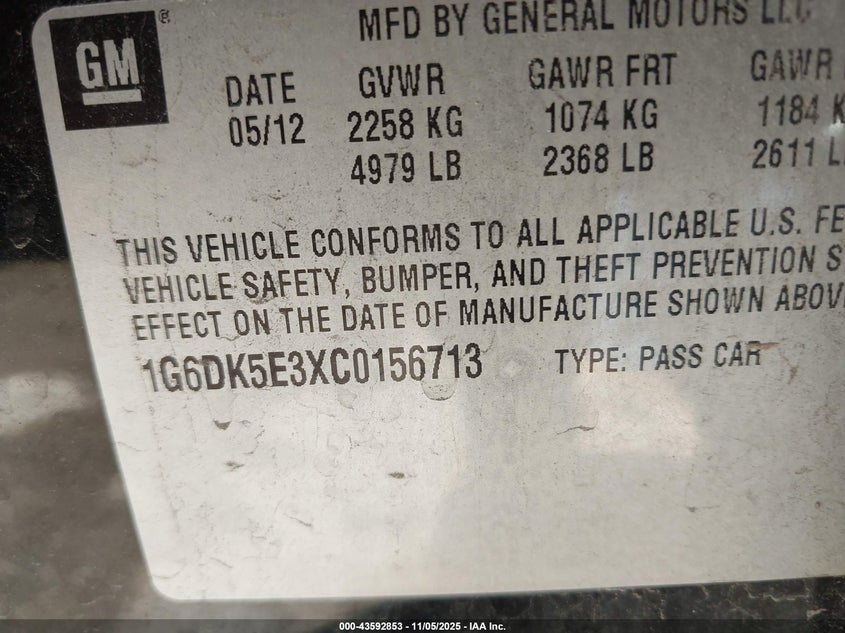 GM
®
MFD BY GENERAL MOTORS LLC
DATE GVWR GAWR FRT GAWR
05/12 2258 KG 1074 KG 1184 K
4979 LB 2368 LB 2611 L
THIS VEHICLE CONFORMS TO ALL APPLICABLE U.S. FE
VEHICLE SAFETY, BUMPER, AND THEFT PREVENTION S
EFFECT ON THE DATE OF MANUFACTURE SHOWN ABOV
1G6DK5E3XC0156713 TYPE: PASS CAR
000-43592853 - 11/05/2025 - IAA Inc.